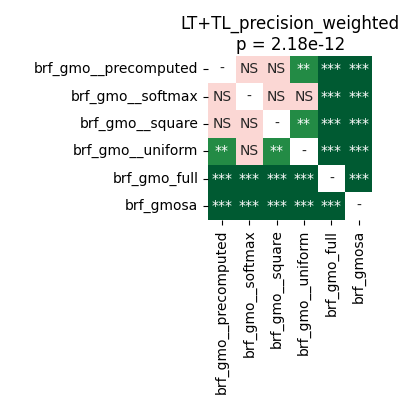 LT+TL_precision_weighted
p = 2.18e-12
brf_gmo__precomputed - NS NS ** *** ***
brf_gmo__softmax NS - NS NS *** ***
brf_gmo__square NS NS - ** *** ***
brf_gmo__uniform ** NS ** - *** ***
brf_gmo_full *** *** *** *** - ***
brf_gmosa *** *** *** *** *** -
brf_gmo__precomputed
brf_gmo__softmax
brf_gmo__square
brf_gmo__uniform
brf_gmo_full
brf_gmosa